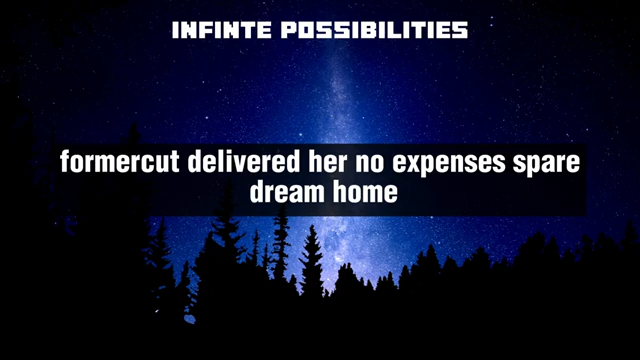 INFINTE POSSIBILITIES
formercut delivered her no expenses spare
dream home